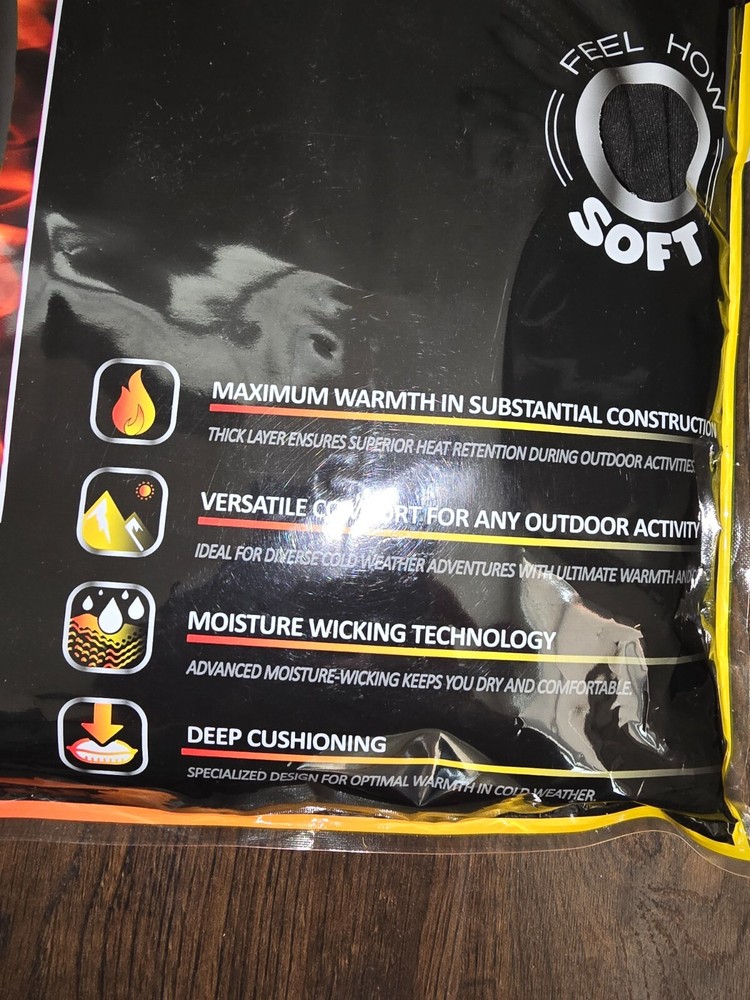 FEEL HOW
SOFT
MAXIMUM WARMTH IN SUBSTANTIAL CONSTRUCTION
THICK LAYER ENSURES SUPERIOR HEAT RETENTION DURING OUTDOOR ACTIVITIES.
VERSATILE COMFORT FOR ANY OUTDOOR ACTIVITY
IDEAL FOR DIVERSE COLD WEATHER ADVENTURES WITH ULTIMATE WARMTH AND
MOISTURE WICKING TECHNOLOGY
ADVANCED MOISTURE-WICKING KEEPS YOU DRY AND COMFORTABLE.
DEEP CUSHIONING
SPECIALIZED DESIGN FOR OPTIMAL WARMTH IN COLD WEATHER